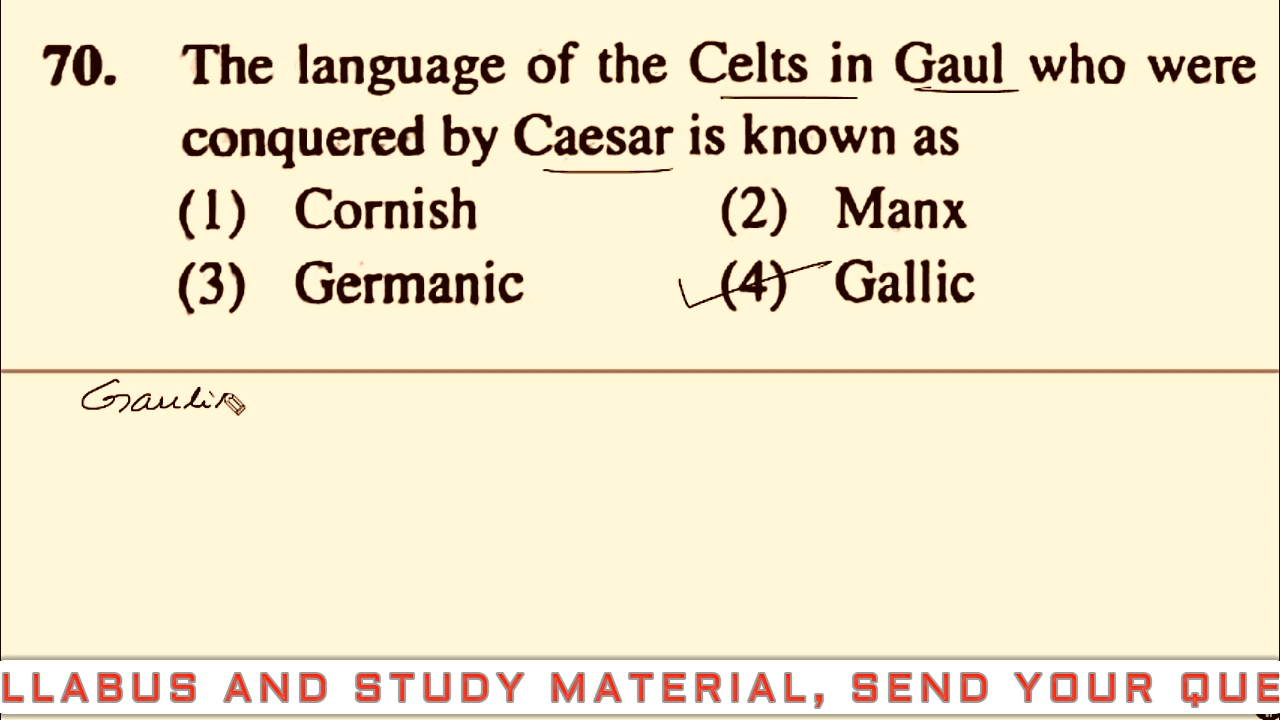 70. The language of the Celts in Gaul who were
conquered by Caesar is known as
(1) Cornish (2) Manx
(3) Germanic (4) Gallic
LLABUS AND STUDY MATERIAL, SEND YOUR QUE